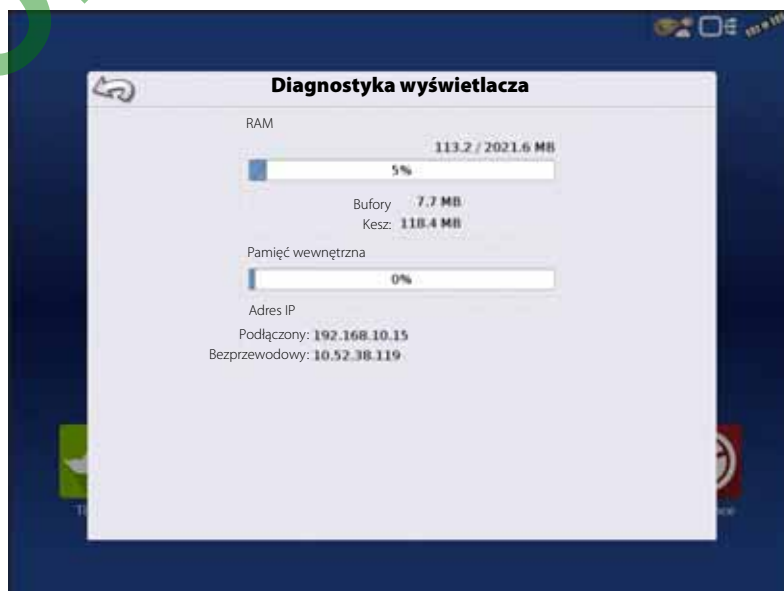 Diagnostyka wyświetlacza
RAM
113.2 / 2021.6 MB
5%
Bufory 7.7 MB
Kesz: 118.4 MB
Pamięć wewnętrzna
0%
Adres IP
Podłączony: 192.168.10.15
Bezprzewodowy: 10.52.38.119